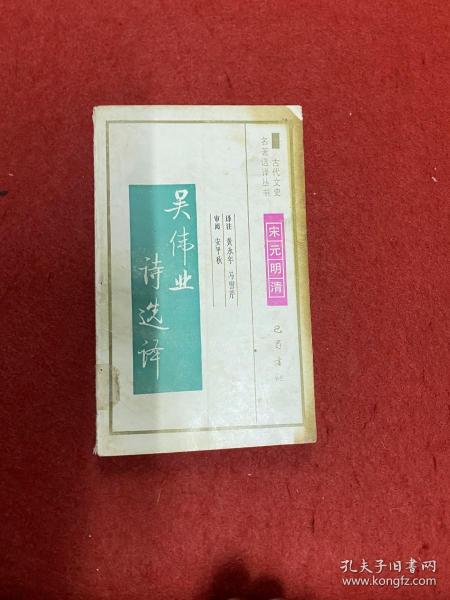 古代文史
名著选译丛书
宋元明清
巴蜀书社
译注 黄永年 马雪芹
审阅 安平秋
吴伟业
诗选译
孔夫子旧书网
www.kongfz.com